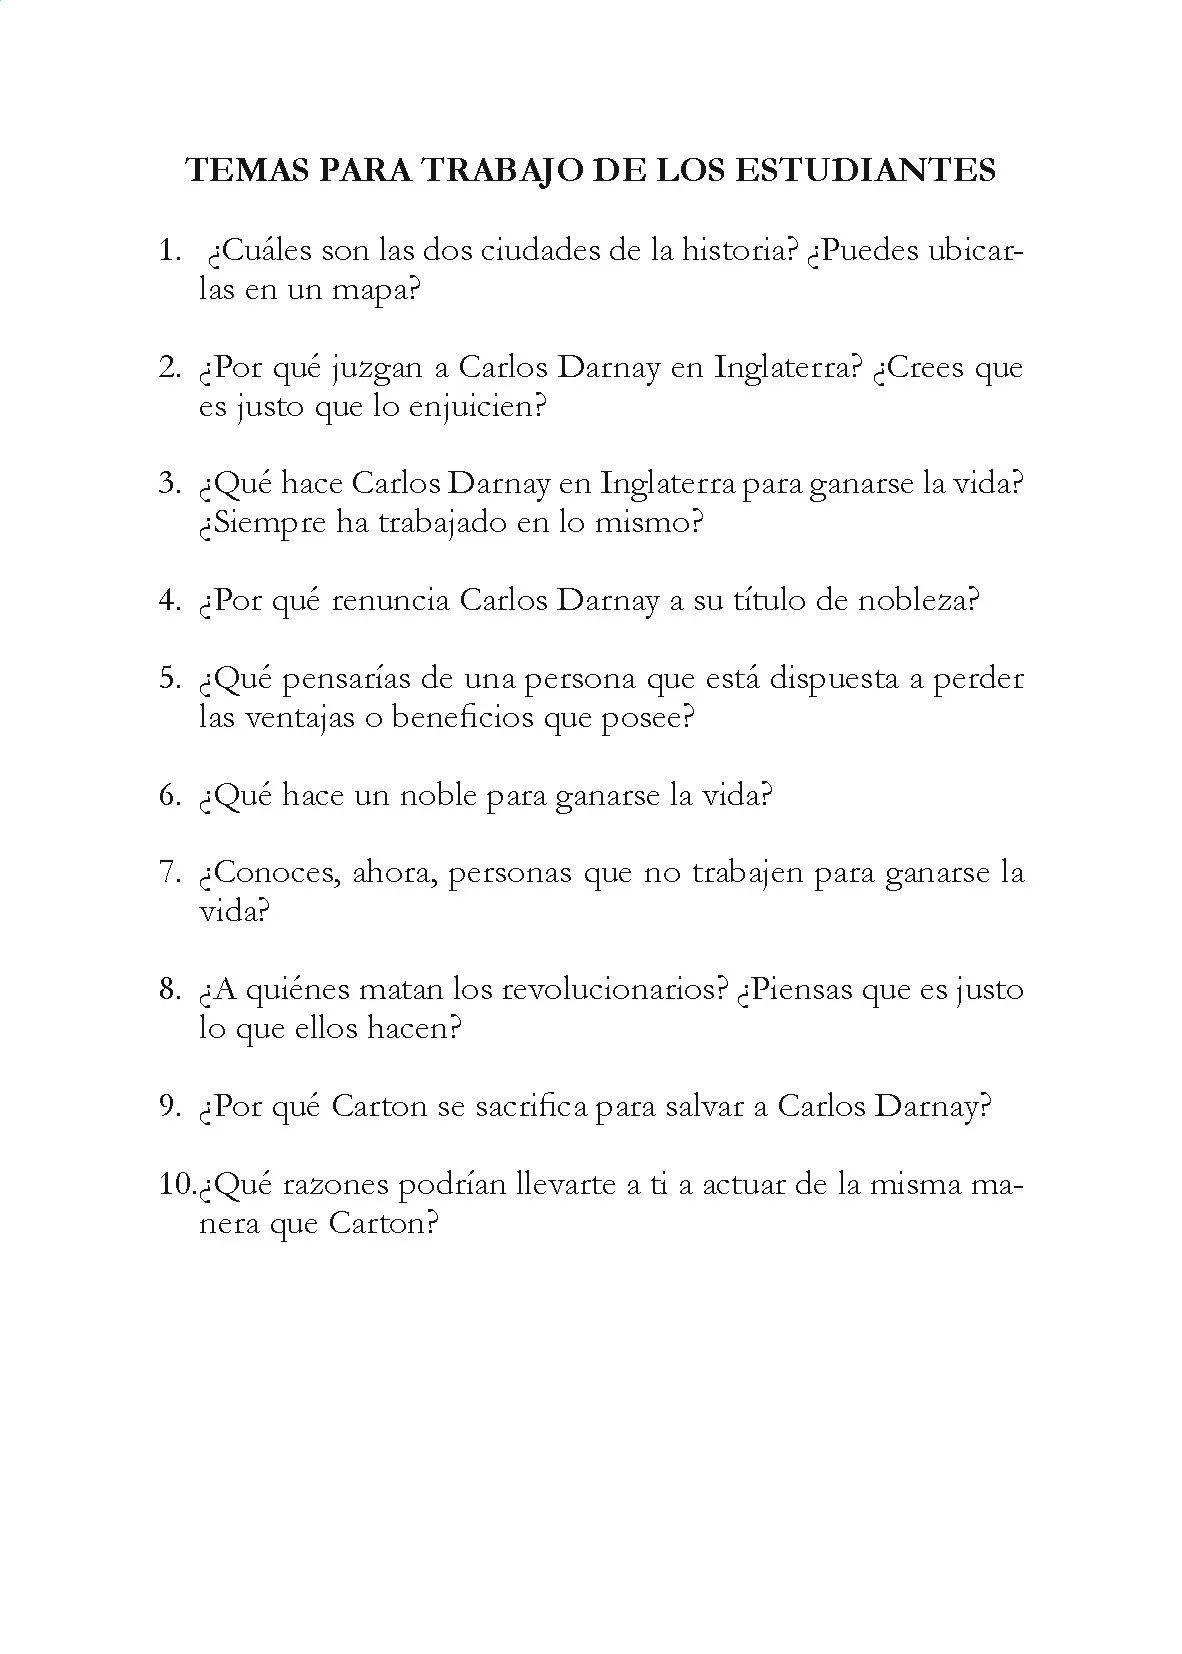 TEMAS PARA TRABAJO DE LOS ESTUDIANTES
1. ¿Cuáles son las dos ciudades de la historia? ¿Puedes ubicar-
las en un mapa?
2. ¿Por qué juzgan a Carlos Darnay en Inglaterra? ¿Crees que
es justo que lo enjuicien?
3. ¿Qué hace Carlos Darnay en Inglaterra para ganarse la vida?
¿Siempre ha trabajado en lo mismo?
4. ¿Por qué renuncia Carlos Darnay a su título de nobleza?
5. ¿Qué pensarías de una persona que está dispuesta a perder
las ventajas o beneficios que posee?
6. ¿Qué hace un noble para ganarse la vida?
7. ¿Conoces, ahora, personas que no trabajen para ganarse la
vida?
8. ¿A quiénes matan los revolucionarios? ¿Piensas que es justo
lo que ellos hacen?
9. ¿Por qué Carton se sacrifica para salvar a Carlos Darnay?
10.¿Qué razones podrían llevarte a ti a actuar de la misma ma-
nera que Carton?